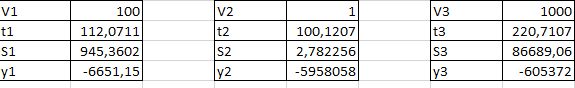 V1 100 V2 1 V3 1000
t1 112,0711 t2 100,1207 t3 220,7107
S1 945,3602 S2 2,782256 S3 86689,06
y1 -6651,15 y2 -5958058 y3 -605372